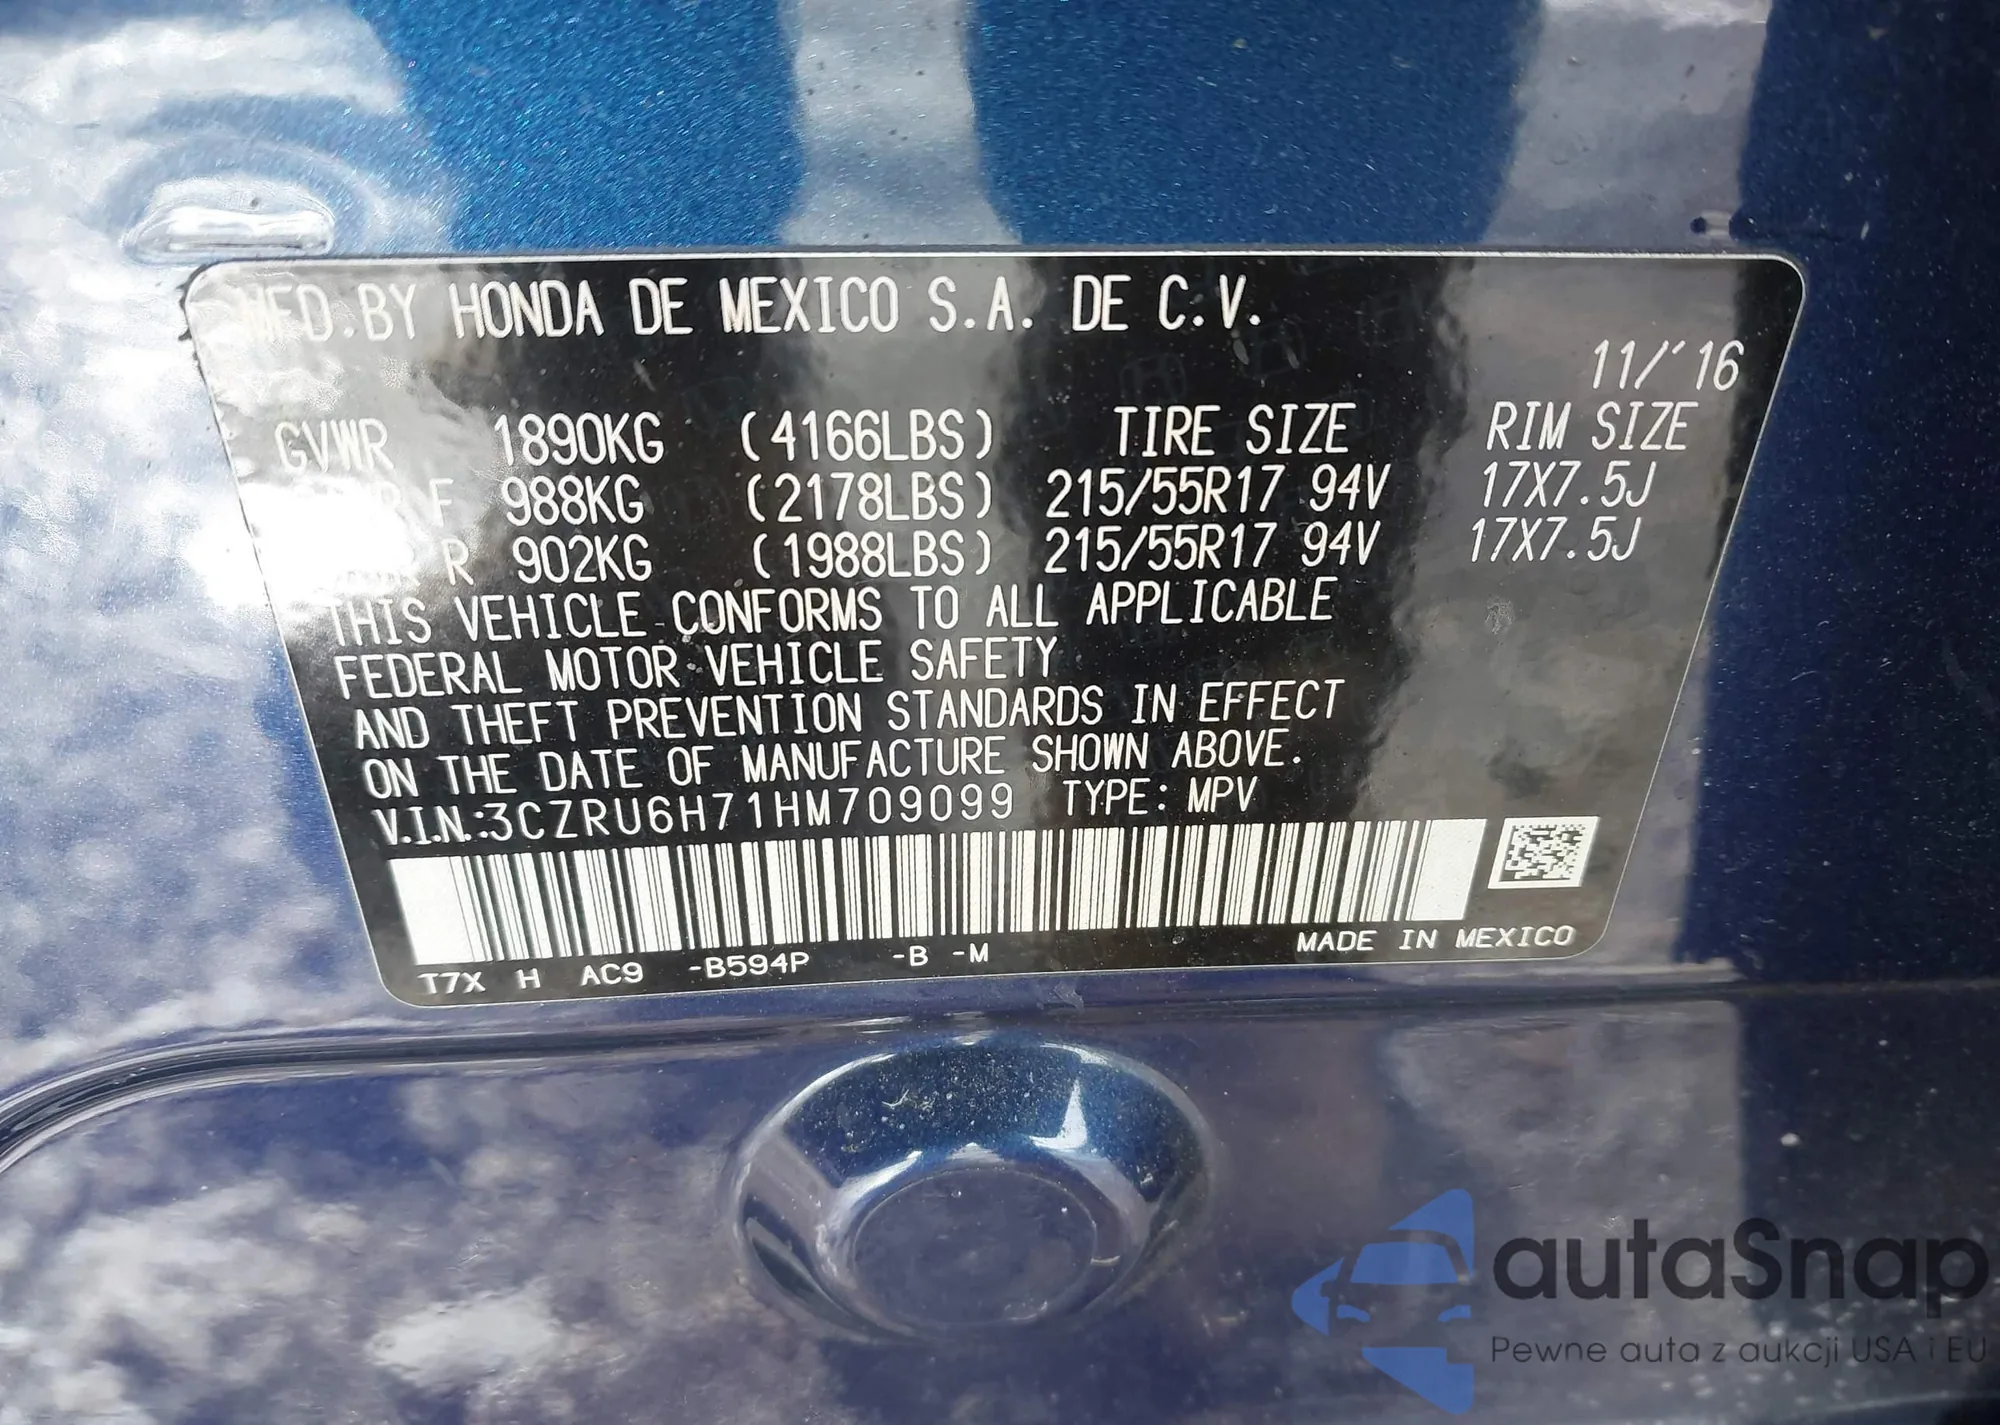 MFD.BY HONDA DE MEXICO S.A. DE C.V.
11/'16
GVWR 1890KG (4166LBS) TIRE SIZE RIM SIZE
F 988KG (2178LBS) 215/55R17 94V 17X7.5J
R 902KG (1988LBS) 215/55R17 94V 17X7.5J
THIS VEHICLE CONFORMS TO ALL APPLICABLE
FEDERAL MOTOR VEHICLE SAFETY
AND THEFT PREVENTION STANDARDS IN EFFECT
ON THE DATE OF MANUFACTURE SHOWN ABOVE.
V.I.N.:3CZRU6H71HM709099 TYPE: MPV
T7X H AC9 -B594P -B -M MADE IN MEXICO
autaSnap
Pewne auta z aukcji USA i EU